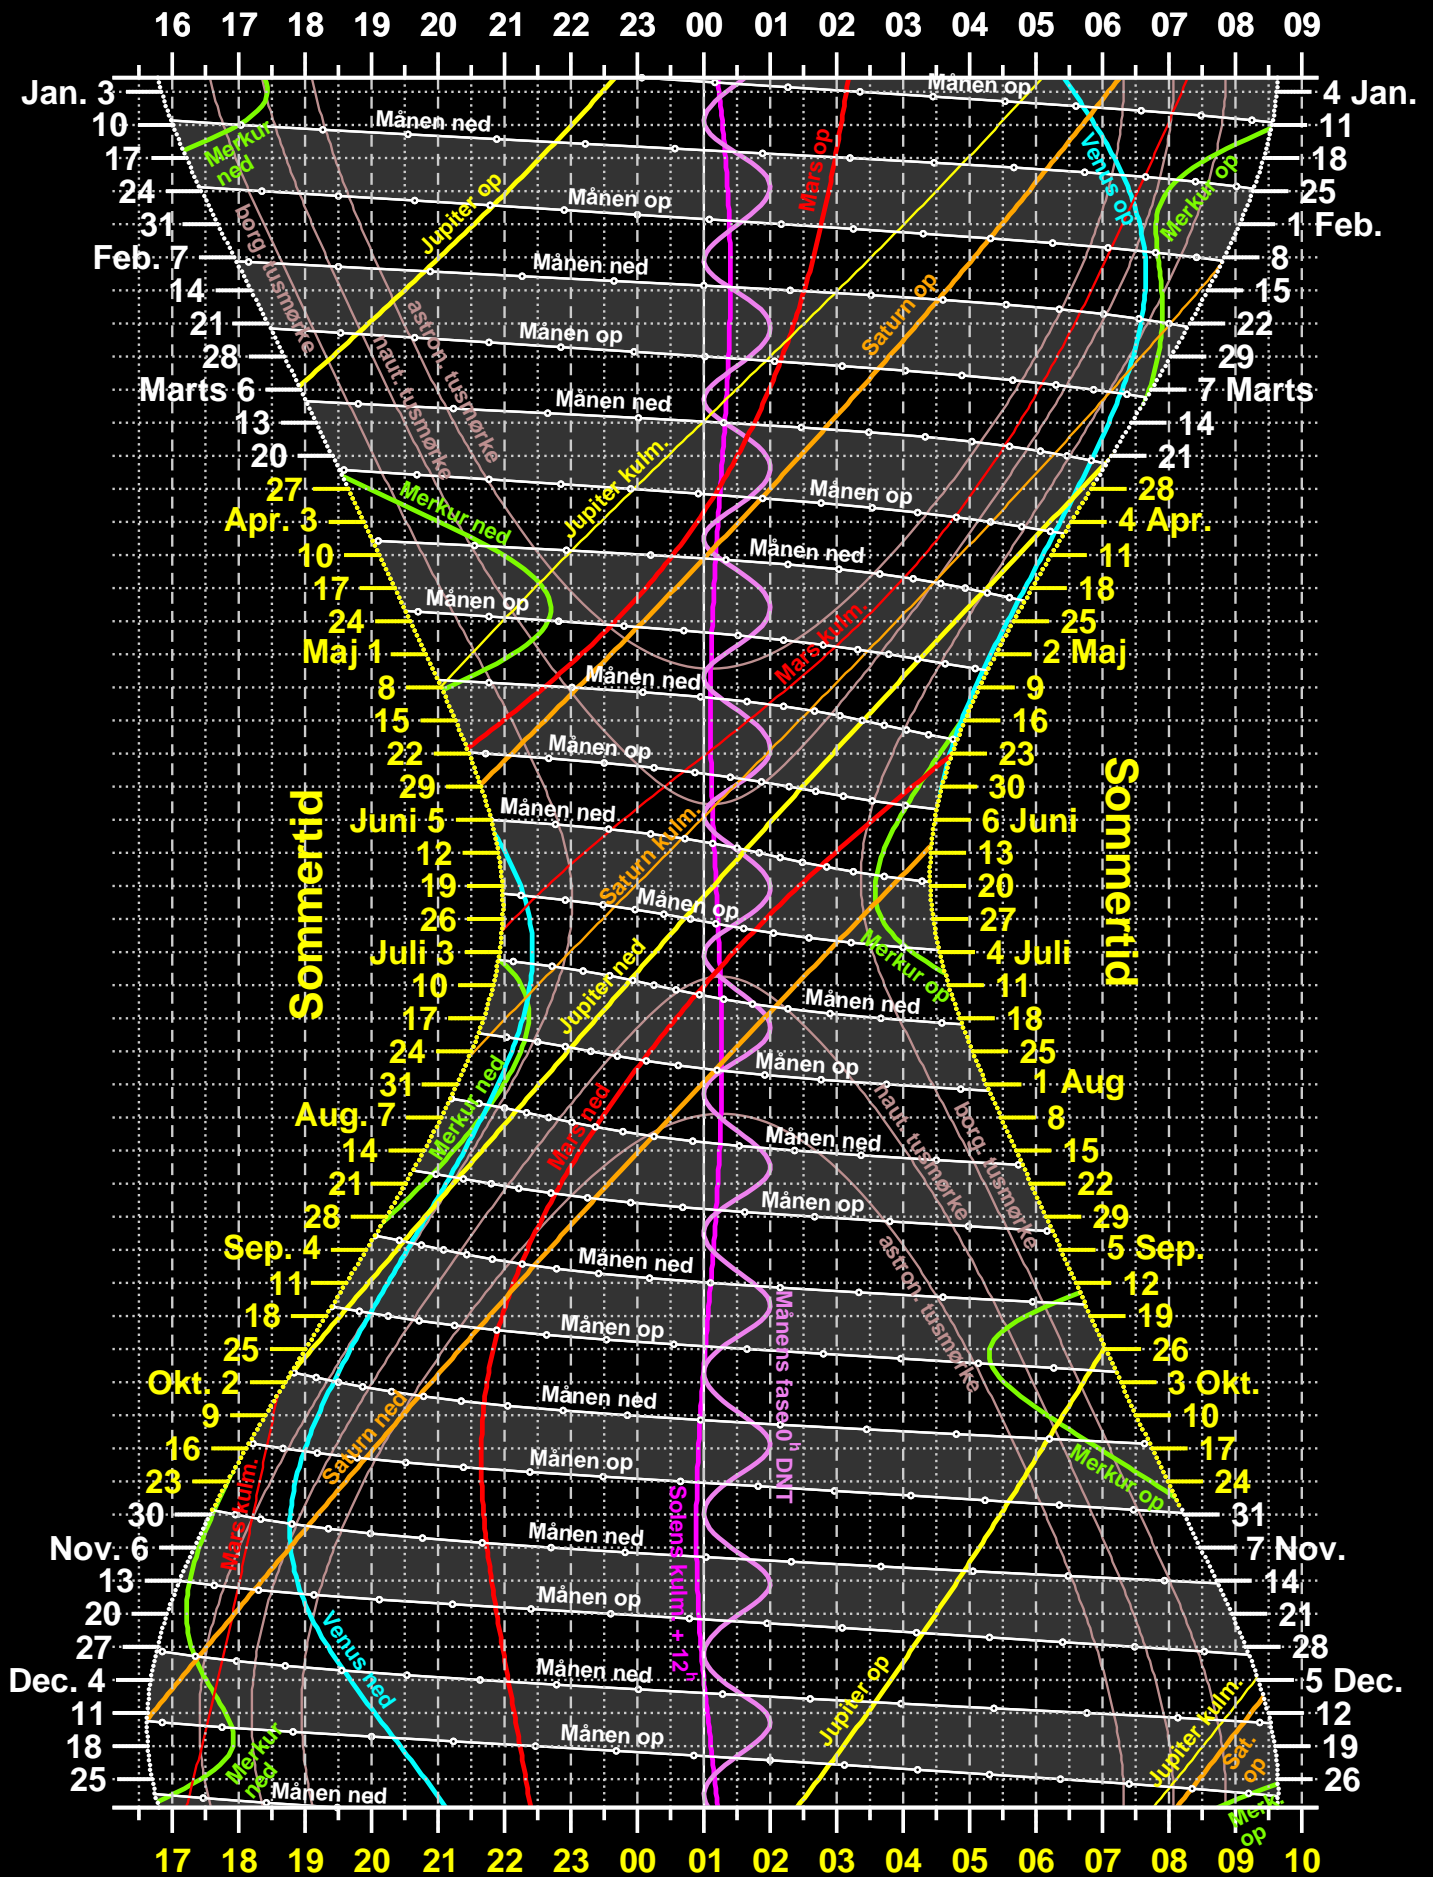 16 17 18 19 20 21 22 23 00 01 02 03 04 05 06 07 08 09
Jan. 3
10
17
24
31
Feb. 7
14
21
28
Marts 6
13
20
27
Apr. 3
10
17
24
Maj 1
8
15
22
29
Juni 5
12
19
26
Juli 3
10
17
24
31
Aug. 7
14
21
28
Sep. 4
11
18
25
Okt. 2
9
16
23
30
Nov. 6
13
20
27
Dec. 4
11
18
25
4 Jan.
11
18
25
1 Feb.
8
15
22
29
7 Marts
14
21
28
4 Apr.
11
18
25
2 Maj
9
16
23
30
6 Juni
13
20
27
4 Juli
11
18
25
1 Aug
8
15
22
29
5 Sep.
12
19
26
3 Okt.
10
17
24
31
7 Nov.
14
21
28
5 Dec.
12
19
26
Sommertid
Sommertid
Månen op
Månen ned
Merkur
ned
Mars op
Venus op
Merkur op
Jupiter op
Månen op
borg. tusmørke
Månen ned
haut. tusmørke
astron. tusmørke
Saturn op
Månen op
Månen ned
Jupiter kulm.
Merkur ned
Månen op
Månen ned
Månen op
Mars kulm.
Månen ned
Månen op
Månen ned
Saturn kulm.
Månen op
Jupiter ned
Merkur op
Månen ned
Merkur ned
Mars ned
Månen op
haut. tusmørke
borg. tusmørke
Månen ned
Månen op
astron. tusmørke
Månen ned
Månens fase 0h DNT
Månen op
Månen ned
Saturn ned
Merkur op
Mars kulm.
Månen op
Solens kulm. + 12h
Månen ned
Månen op
Venus ned
Månen ned
Jupiter op
Jupiter kulm.
Månen op
Merkur
ned
Sat.
op
Månen ned
Merk.
op
17 18 19 20 21 22 23 00 01 02 03 04 05 06 07 08 09 10